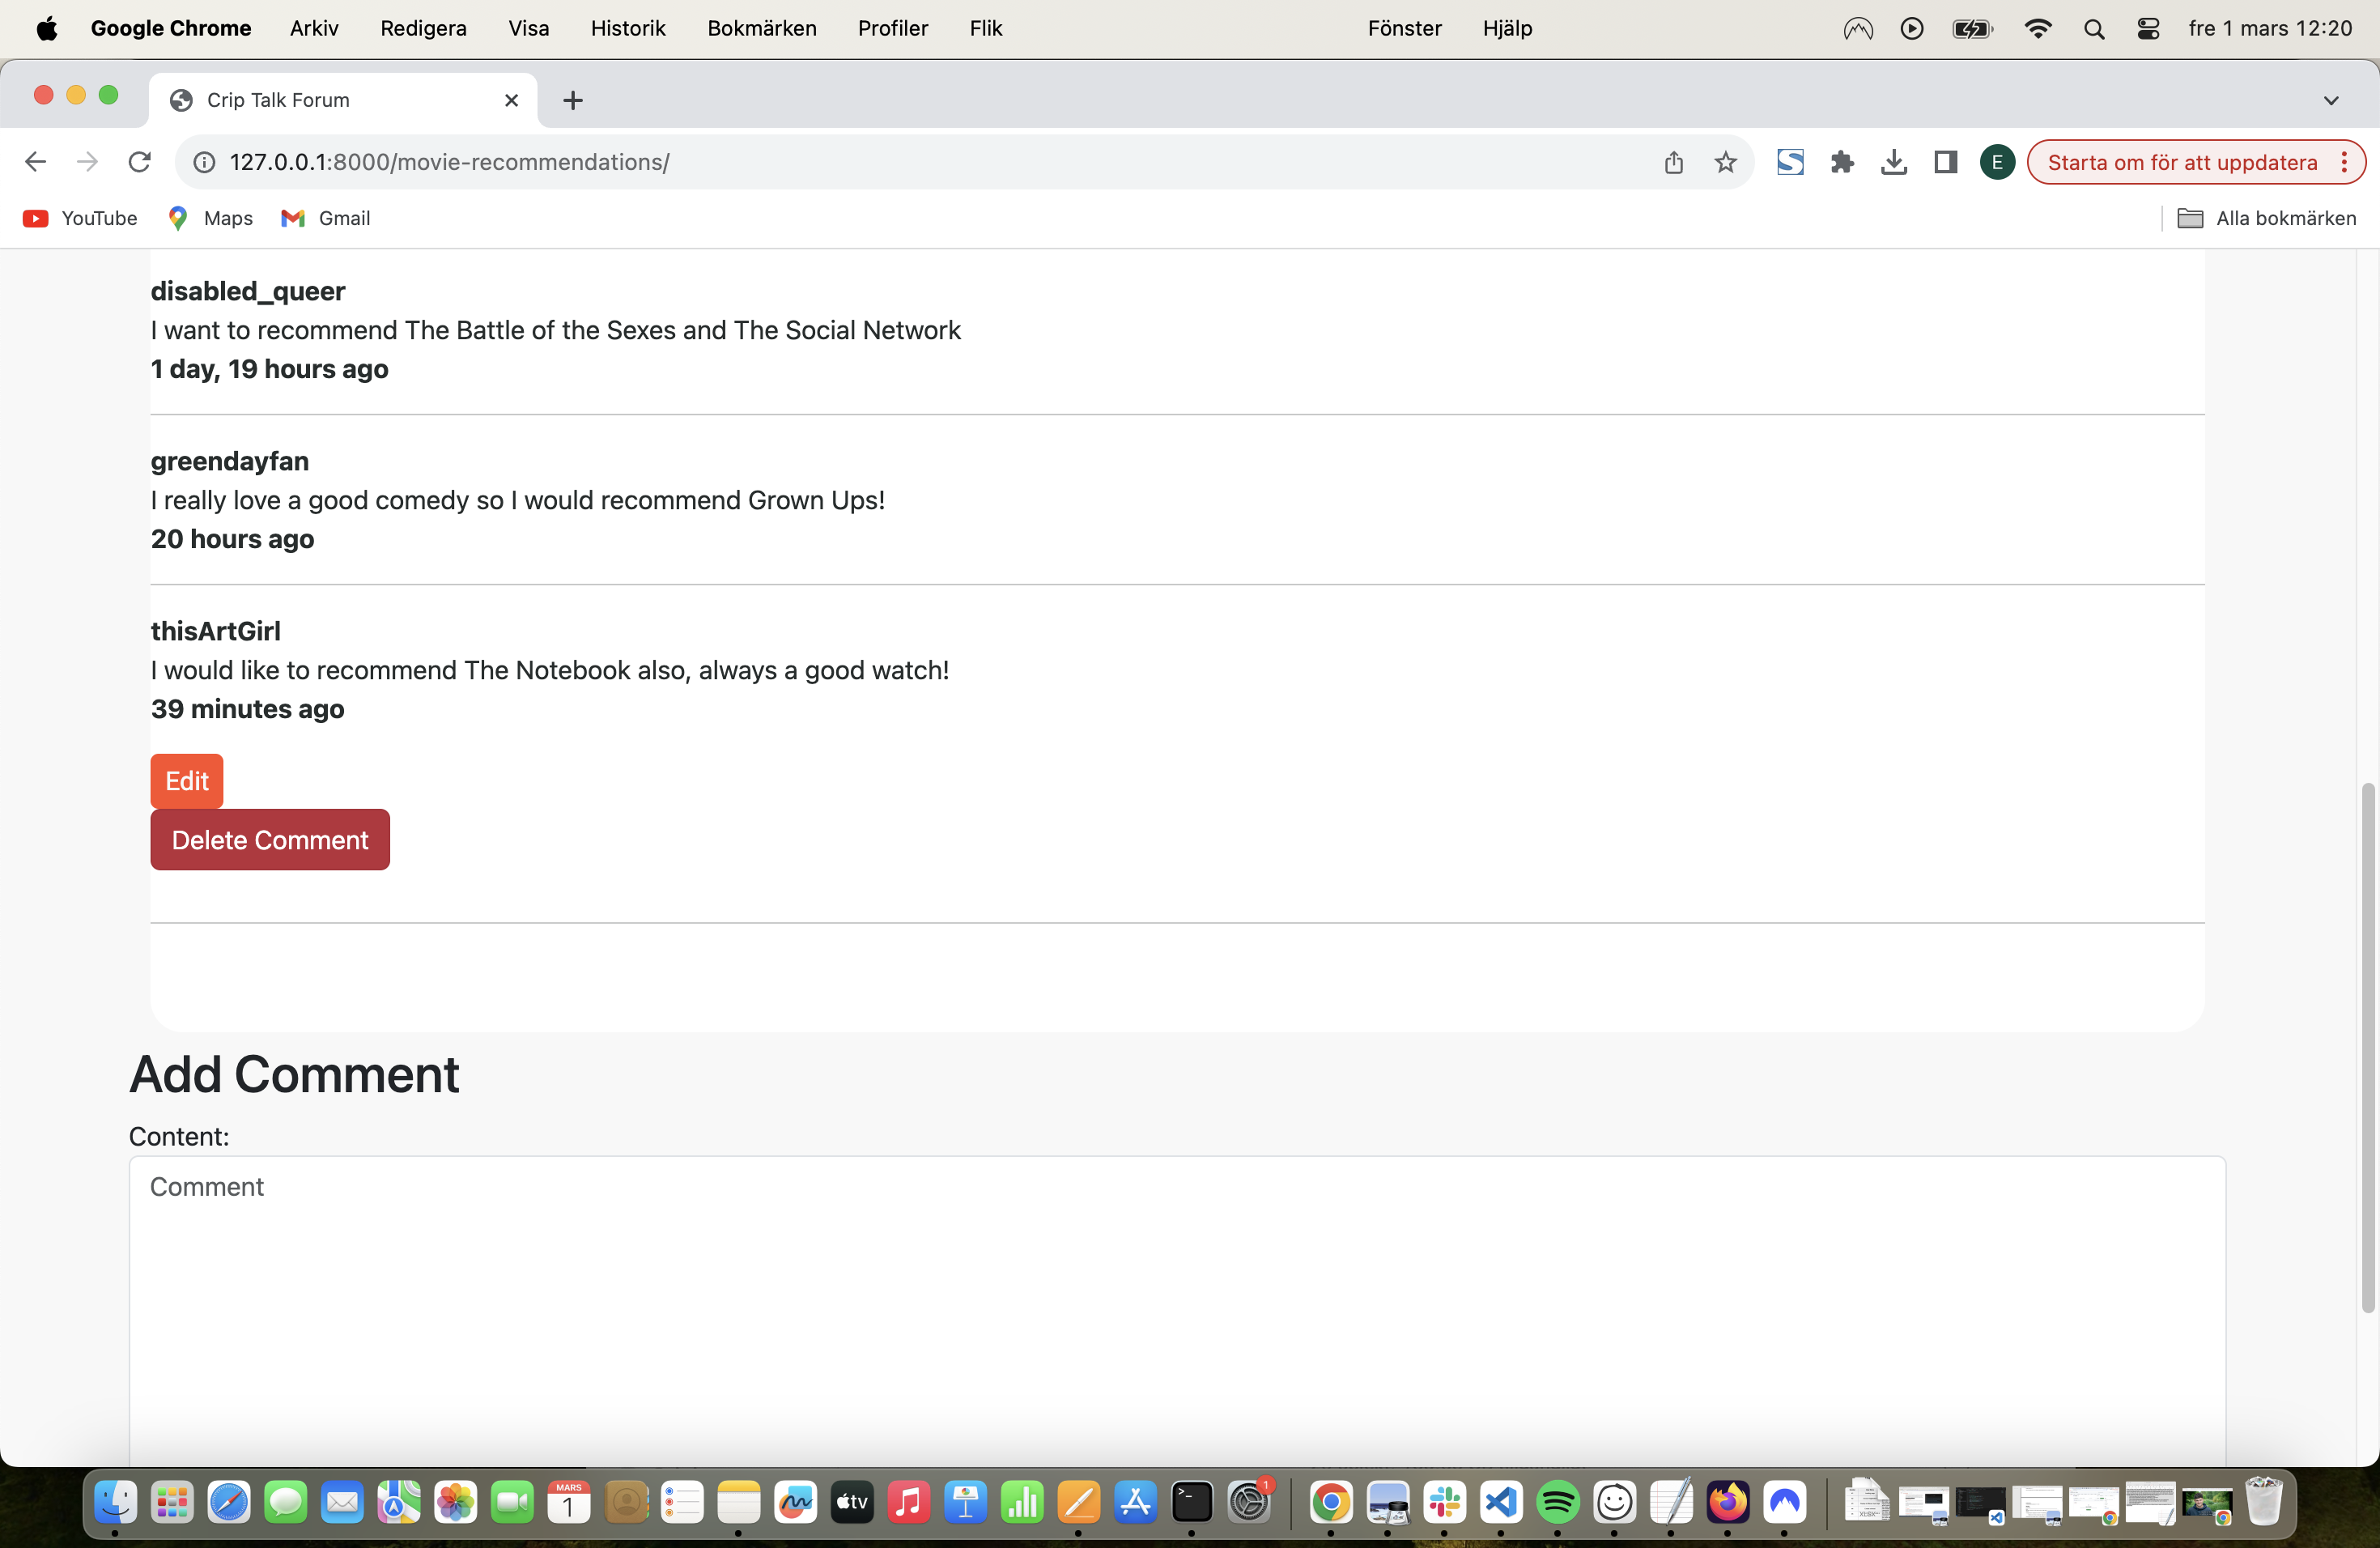 Google Chrome Arkiv Redigera Visa Historik Bokmärken Profiler Flik Fönster Hjälp fre 1 mars 12:20
Crip Talk Forum
127.0.0.1:8000/movie-recommendations/ E Starta om för att uppdatera
YouTube Maps Gmail Alla bokmärken
disabled_queer
I want to recommend The Battle of the Sexes and The Social Network
1 day, 19 hours ago
greendayfan
I really love a good comedy so I would recommend Grown Ups!
20 hours ago
thisArtGirl
I would like to recommend The Notebook also, always a good watch!
39 minutes ago
Edit
Delete Comment
Add Comment
Content:
Comment
MARS
1
tv
1